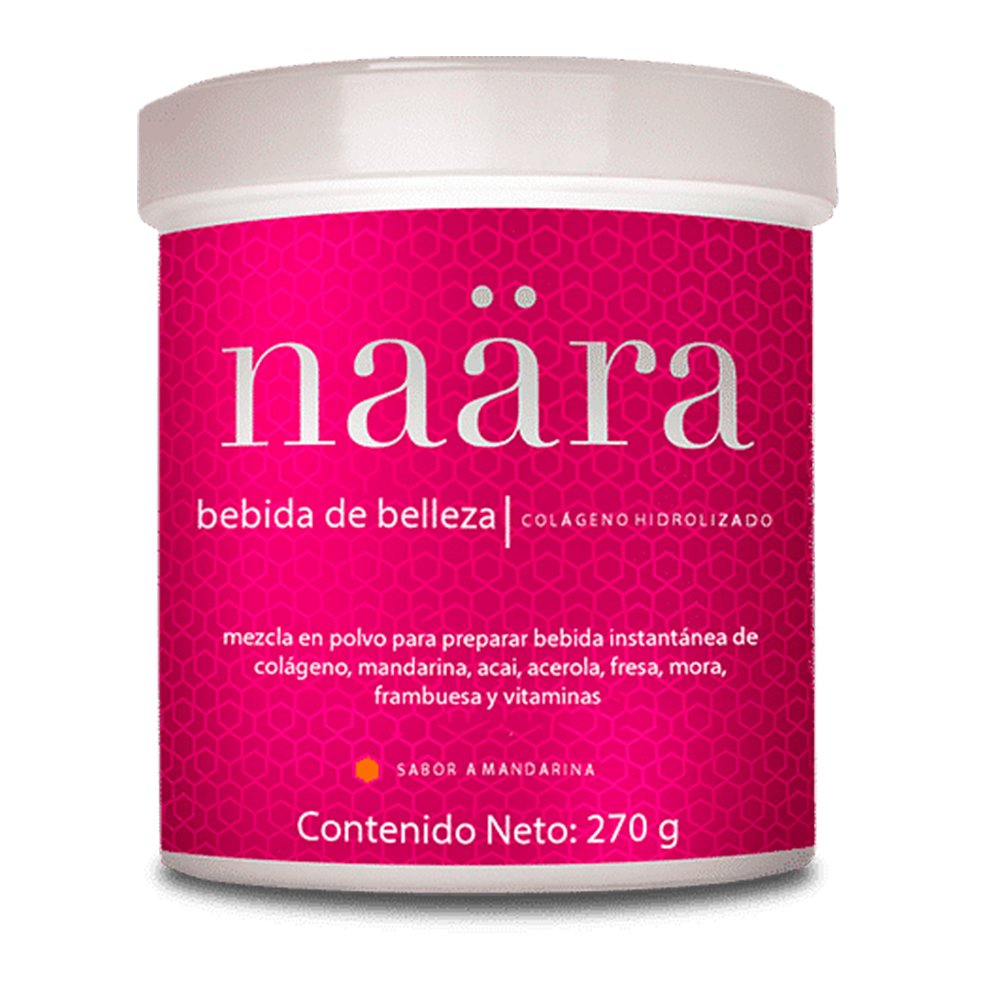 naära
bebida de belleza | COLÁGENO HIDROLIZADO
mezcla en polvo para preparar bebida instantánea de
colágeno, mandarina, acai, acerola, fresa, mora,
frambuesa y vitaminas
SABOR A MANDARINA
Contenido Neto: 270 g